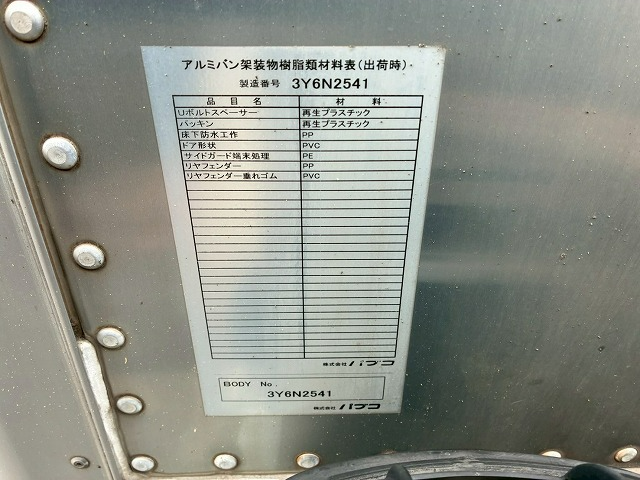 アルミバン架装物樹脂類材料表(出荷時)
製造番号 3Y6N2541
品目名 材料
Uボルトスペーサー 再生プラスチック
パッキン 再生プラスチック
床下防水工作 PP
ドア形状 PVC
サイドガード端末処理 PE
リヤフェンダー PP
リヤフェンダー垂れゴム PVC
株式会社 パブコ
BODY No.
3Y6N2541
株式会社 パブコ